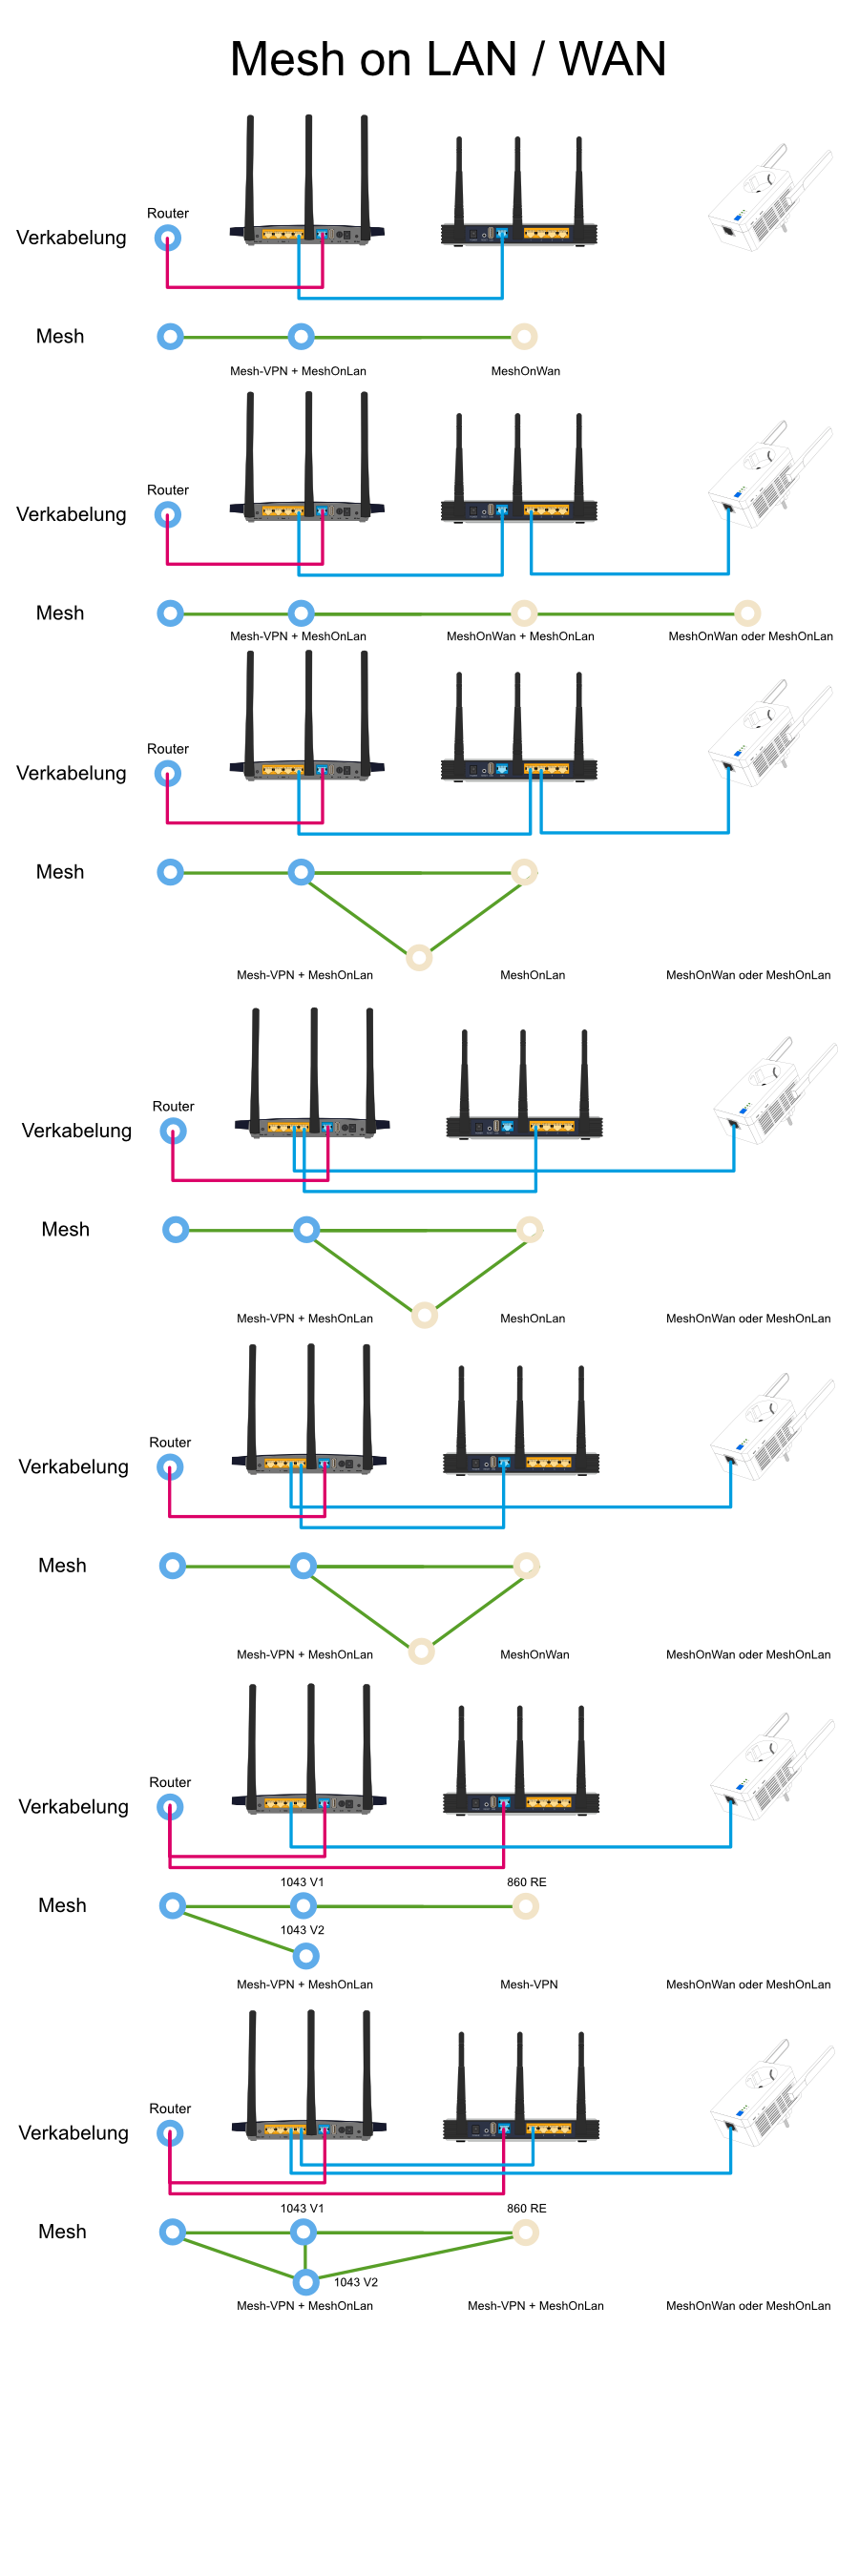 Mesh on LAN / WAN
Router
Verkabelung
Mesh
Mesh-VPN + MeshOnLan MeshOnWan
Router
Verkabelung
Mesh
Mesh-VPN + MeshOnLan MeshOnWan + MeshOnLan MeshOnWan oder MeshOnLan
Router
Verkabelung
Mesh
Mesh-VPN + MeshOnLan MeshOnLan MeshOnWan oder MeshOnLan
Router
Verkabelung
Mesh
Mesh-VPN + MeshOnLan MeshOnLan MeshOnWan oder MeshOnLan
Router
Verkabelung
Mesh
Mesh-VPN + MeshOnLan MeshOnWan MeshOnWan oder MeshOnLan
Router
Verkabelung
1043 V1 860 RE
Mesh
1043 V2
Mesh-VPN + MeshOnLan Mesh-VPN MeshOnWan oder MeshOnLan
Router
Verkabelung
1043 V1 860 RE
Mesh
1043 V2
Mesh-VPN + MeshOnLan Mesh-VPN + MeshOnLan MeshOnWan oder MeshOnLan